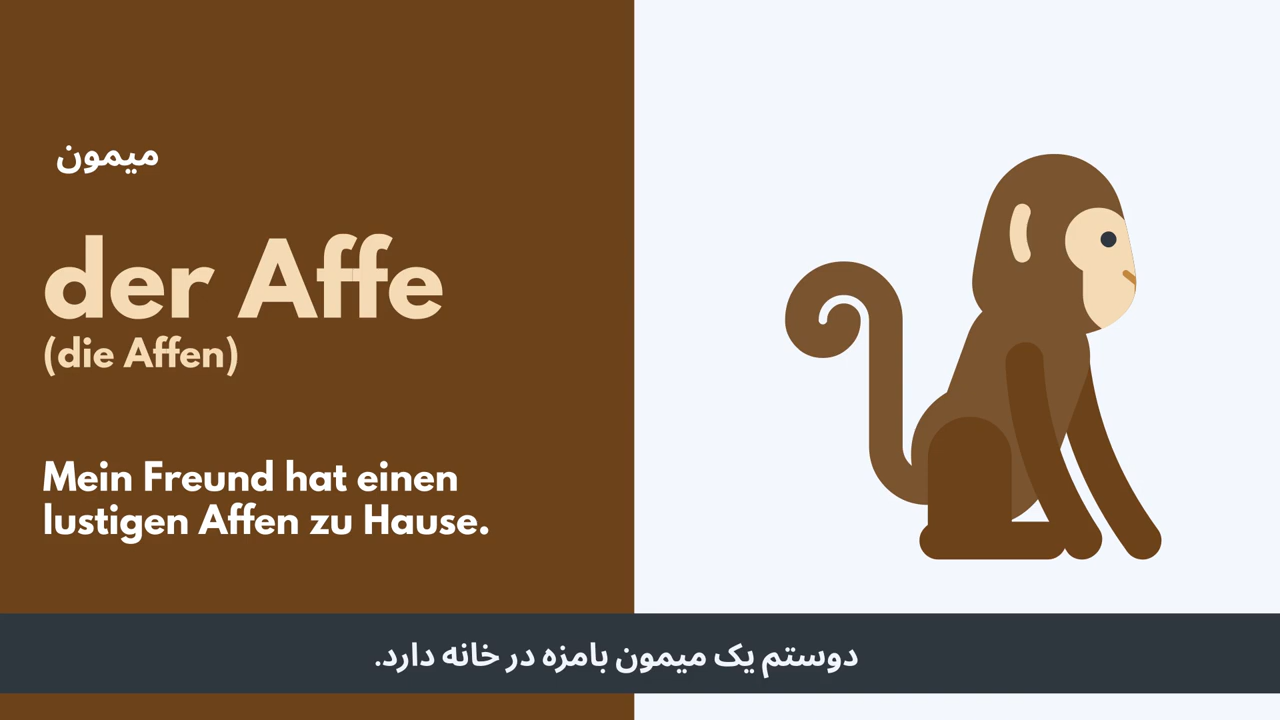 میمون
der Affe
(die Affen)
Mein Freund hat einen
lustigen Affen zu Hause.
دوستم یک میمون بامزه در خانه دارد.